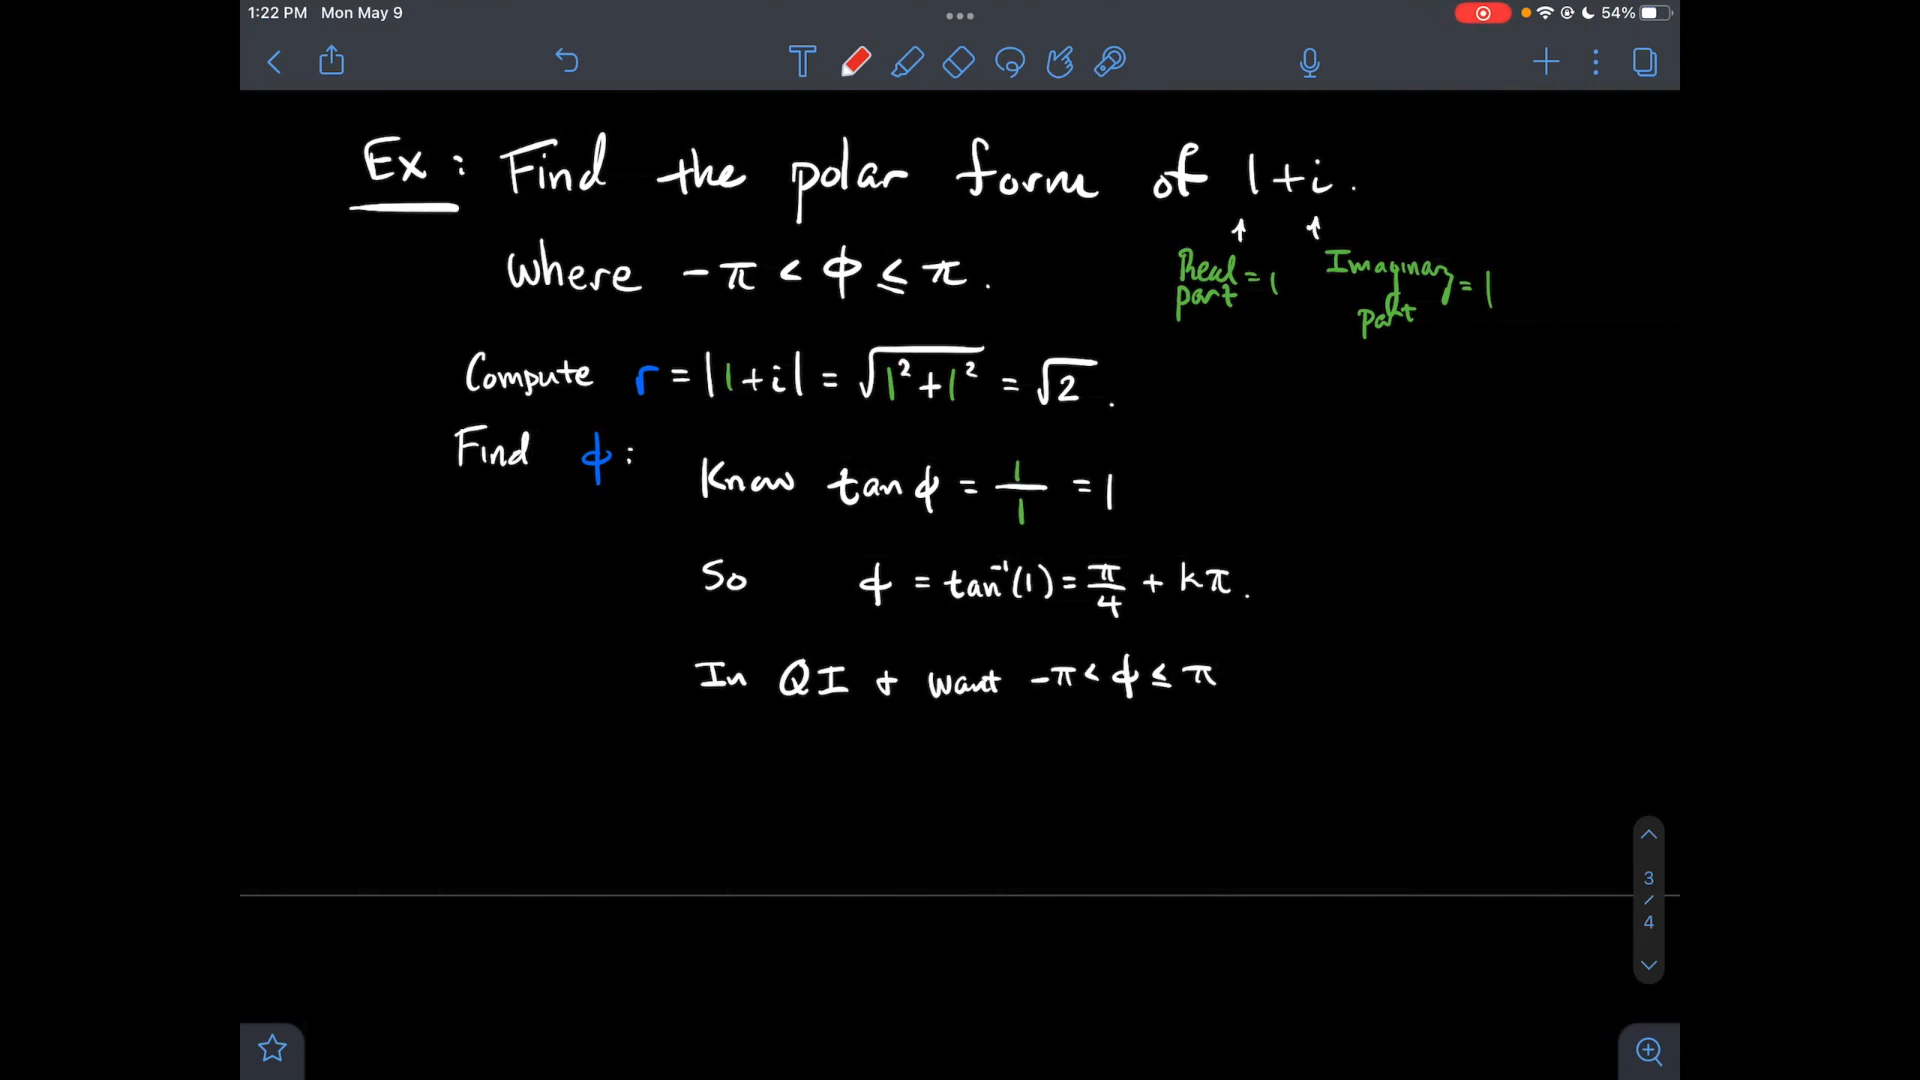 1:22 PM Mon May 9
54%
Ex: Find the polar form of 1+i.
Where -π < ϕ ≤ π.
Real part = 1
Imaginary part = 1
Compute r = |1+i| = √(1²+1²) = √2.
Find ϕ:
Know tan ϕ = 1/1 = 1
So ϕ = tan⁻¹(1) = π/4 + kπ.
In QI + want -π < ϕ ≤ π
3
/
4